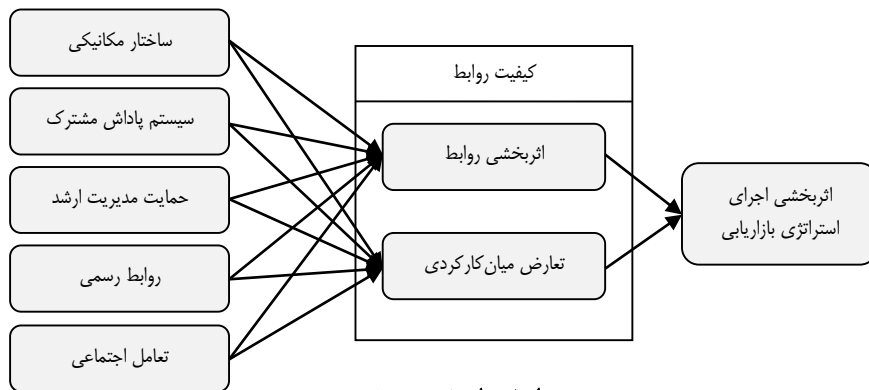 ساختار مکانیکی
سیستم پاداش مشترک
حمایت مدیریت ارشد
روابط رسمی
تعامل اجتماعی
کیفیت روابط
اثربخشی روابط
تعارض میان‌کارکردی
اثربخشی اجرای
استراتژی بازاریابی